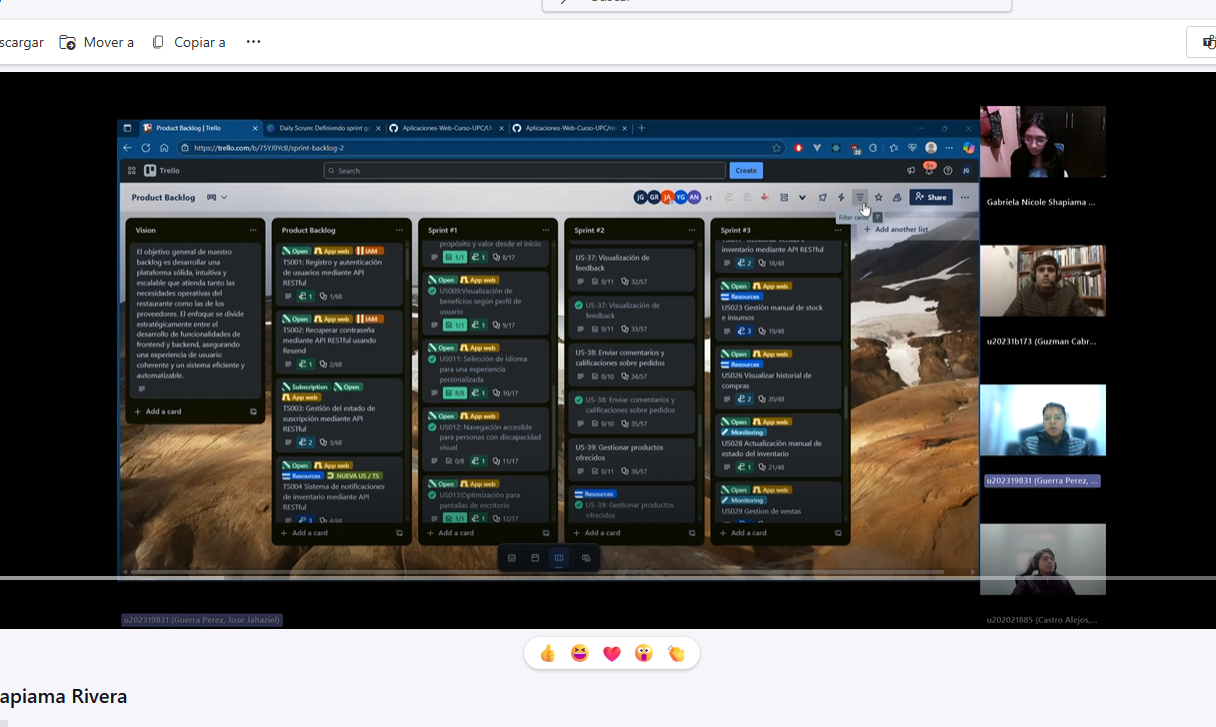 scargar
Mover a
Copiar a
Product Backlog | Trello
Daily Scrum: Definiendo sprint go
Aplicaciones-Web-Curso-UPC/UI
Aplicaciones-Web-Curso-UPC/re
https://trello.com/b/75YJ9Yc8/sprint-backlog-2
Trello
Search
Create
9+
JG
Product Backlog
JG GR JA YG AN +1
Share
Filter cards F
Add another list
Vision
El objetivo general de nuestro
backlog es desarrollar una
plataforma sólida, intuitiva y
escalable que atienda tanto las
necesidades operativas del
restaurante como las de los
proveedores. El enfoque se divide
estratégicamente entre el
desarrollo de funcionalidades de
frontend y backend, asegurando
una experiencia de usuario
coherente y un sistema eficiente y
automatizable.
+ Add a card
Product Backlog
Open App web IAM
TS001: Registro y autenticación
de usuarios mediante API
RESTful
1 1/68
Open App web IAM
TS002: Recuperar contraseña
mediante API RESTful usando
Resend
1 2/68
Subscription Open
App web
TS003: Gestión del estado de
suscripción mediante API
RESTful
2 3/68
Open App web
Resources NUEVA US / TS
TS004 Sistema de notificaciones
de inventario mediante API
RESTful
3 4/68
+ Add a card
Sprint #1
propósito y valor desde el inicio
1/1 1 8/17
Open App web
US009:Visualización de
beneficios según perfil de
usuario
1/1 1 9/17
Open App web
US011: Selección de idioma
para una experiencia
personalizada
8/8 1 10/17
Open App web
US012: Navegación accesible
para personas con discapacidad
visual
0/8 1 11/17
Open App web
US013:Optimización para
pantallas de escritorio
1/1 1 12/17
+ Add a card
Sprint #2
US-37: Visualización de
feedback
0/11 32/57
US-37: Visualización de
feedback
0/11 33/57
US-38: Enviar comentarios y
calificaciones sobre pedidos
0/10 34/57
US-38: Enviar comentarios y
calificaciones sobre pedidos
0/10 35/57
US-39: Gestionar productos
ofrecidos
0/11 36/57
Resources
US-39: Gestionar productos
ofrecidos
+ Add a card
Sprint #3
inventario mediante API RESTful
2 18/48
Open App web
Resources
US023 Gestión manual de stock
e insumos
3 19/48
Open App web
Resources
US026 Visualizar historial de
compras
2 20/48
Open App web
Monitoring
US028 Actualización manual de
estado del inventario
1 21/48
Open App web
Monitoring
US029 Gestion de ventas
+ Add a card
Gabriela Nicole Shapiama ...
u20231b173 (Guzman Cabr...
u202319831 (Guerra Perez, ...
u202021885 (Castro Alejos,...
u202319831 (Guerra Perez, Jose Jahaziel)
apiama Rivera